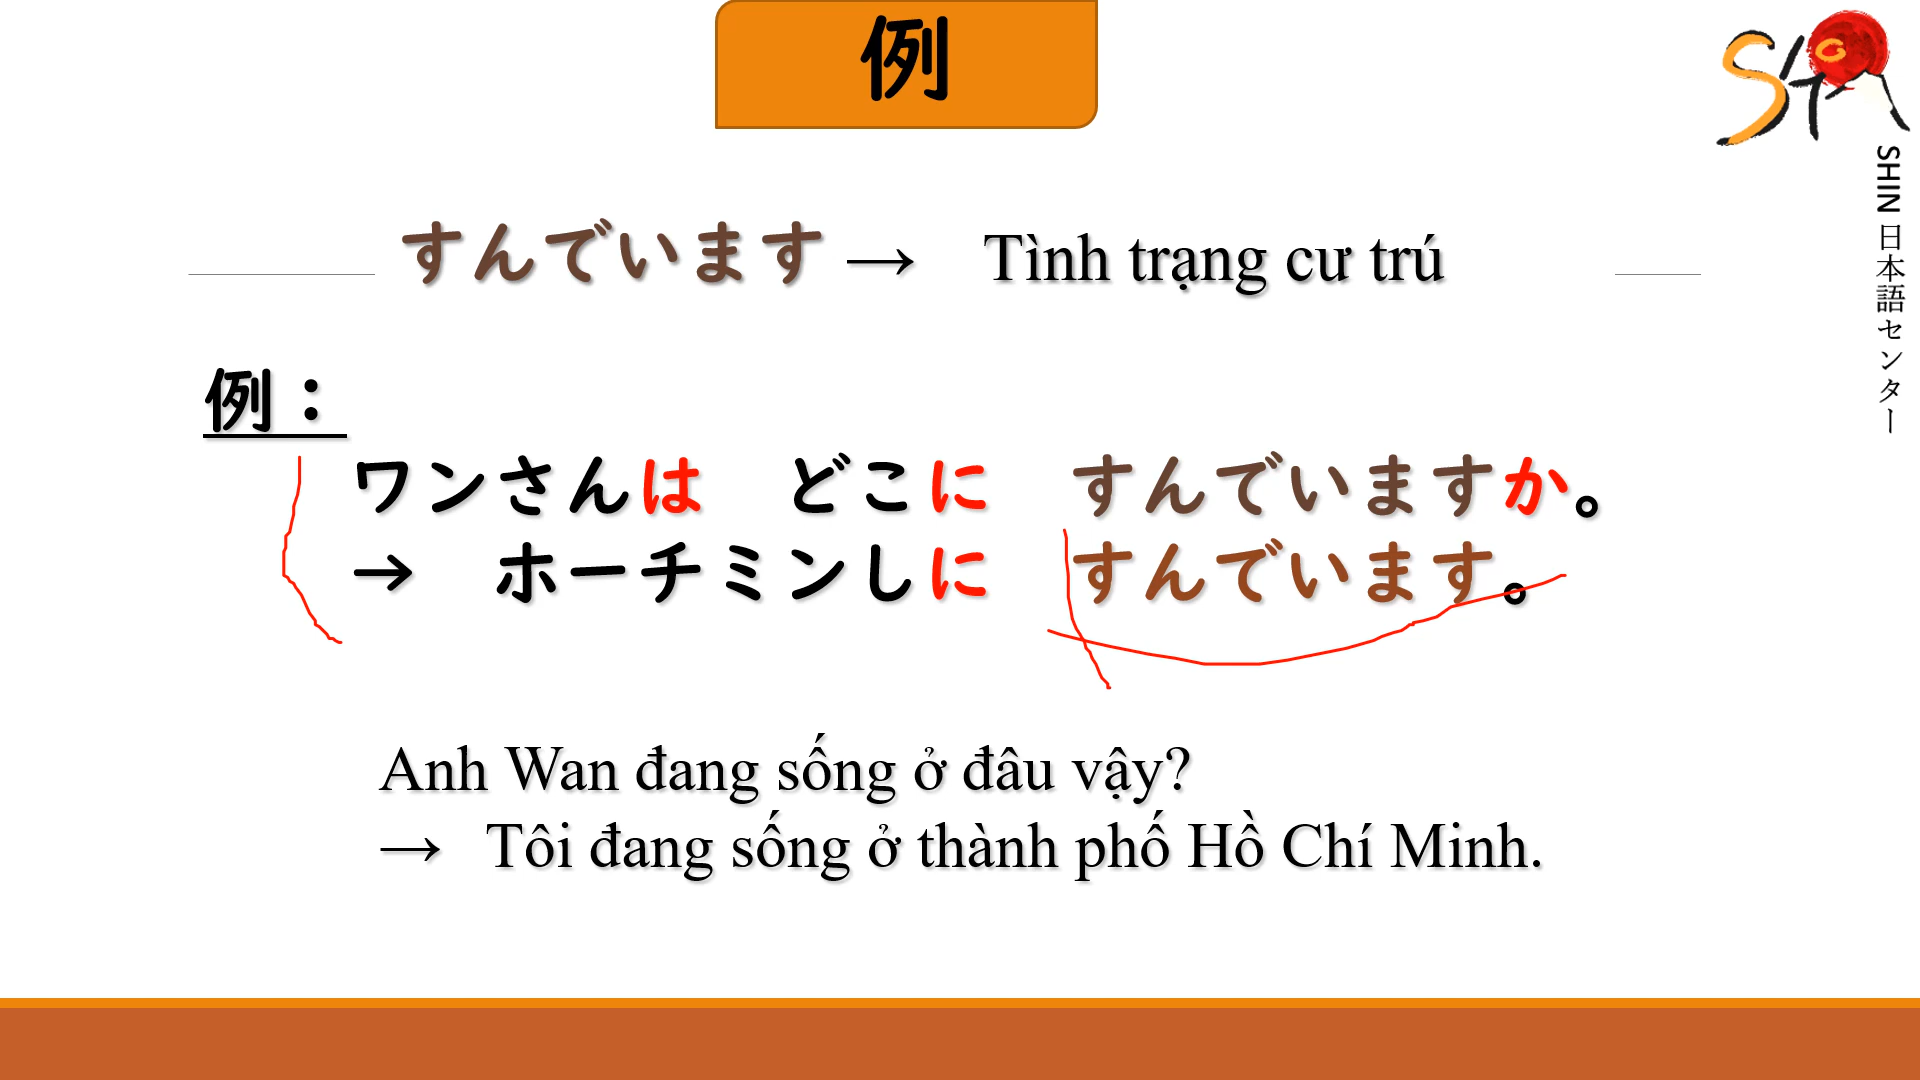 例
SHIN
SHIN 日本語センター
すんでいます → Tình trạng cư trú
例：
ワンさんは　どこに　すんでいますか。
→　ホーチミンしに　すんでいます。
Anh Wan đang sống ở đâu vậy?
→ Tôi đang sống ở thành phố Hồ Chí Minh.